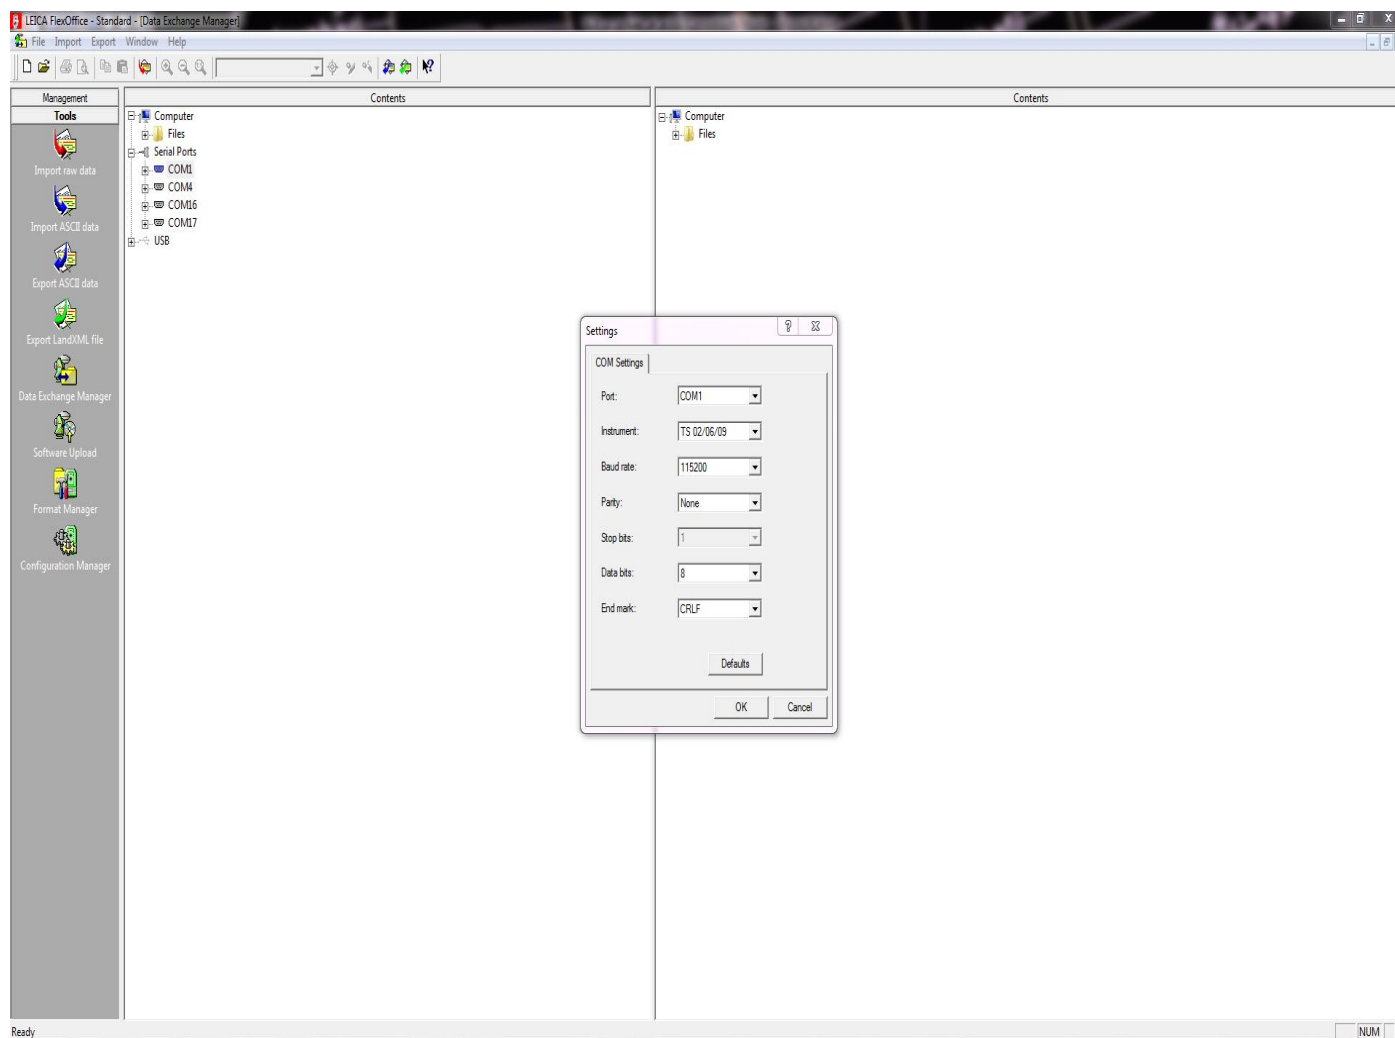 LEICA FlexOffice - Standard - [Data Exchange Manager]
File Import Export Window Help
Management
Tools
Import raw data
Import ASCII data
Export ASCII data
Export LandXML file
Data Exchange Manager
Software Upload
Format Manager
Configuration Manager
Contents
Computer
Files
Serial Ports
COM1
COM4
COM16
COM17
USB
Contents
Computer
Files
Settings
COM Settings
Port: COM1
Instrument: TS 02/06/09
Baud rate: 115200
Parity: None
Stop bits: 1
Data bits: 8
End mark: CRLF
Defaults
OK Cancel
Ready NUM